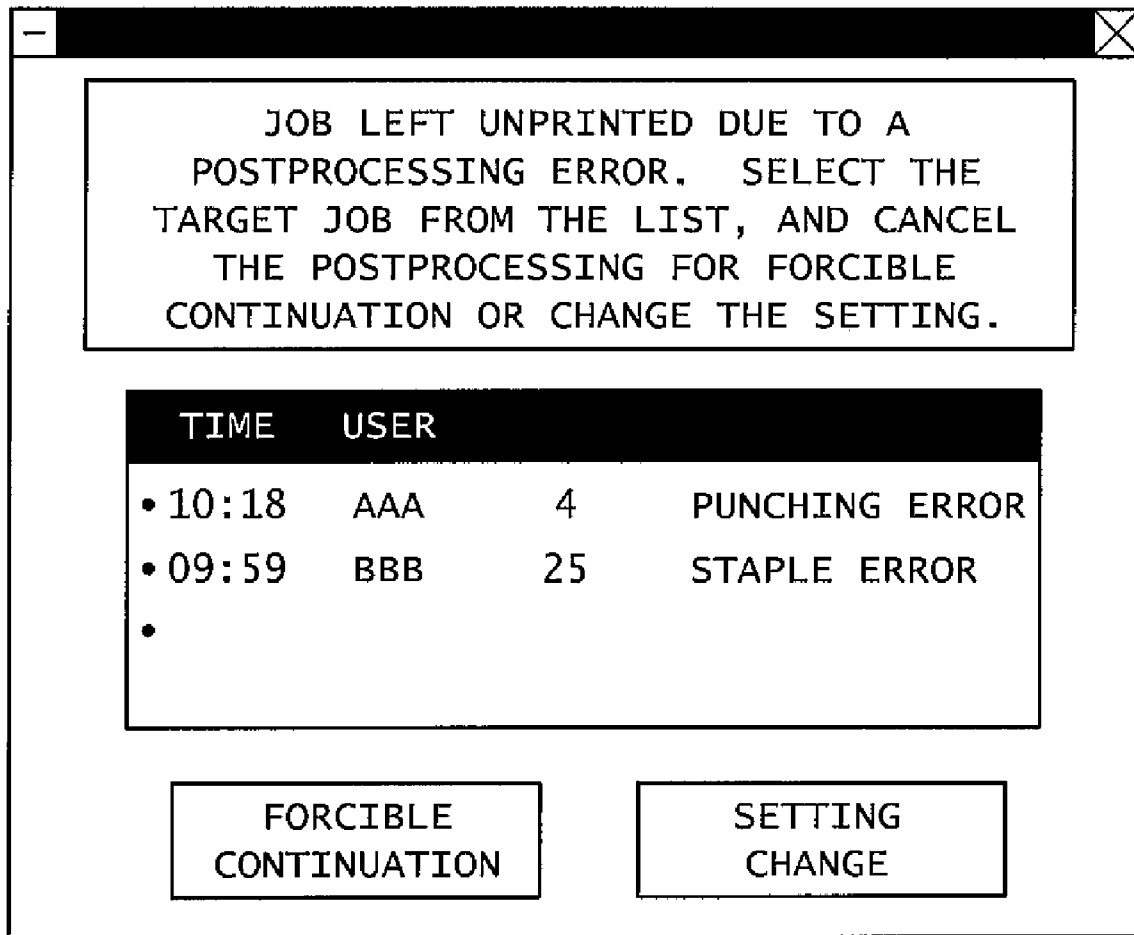 JOB LEFT UNPRINTED DUE TO A
POSTPROCESSING ERROR. SELECT THE
TARGET JOB FROM THE LIST, AND CANCEL
THE POSTPROCESSING FOR FORCIBLE
CONTINUATION OR CHANGE THE SETTING.
TIME USER
• 10:18 AAA 4 PUNCHING ERROR
• 09:59 BBB 25 STAPLE ERROR
•
FORCIBLE
CONTINUATION
SETTING
CHANGE